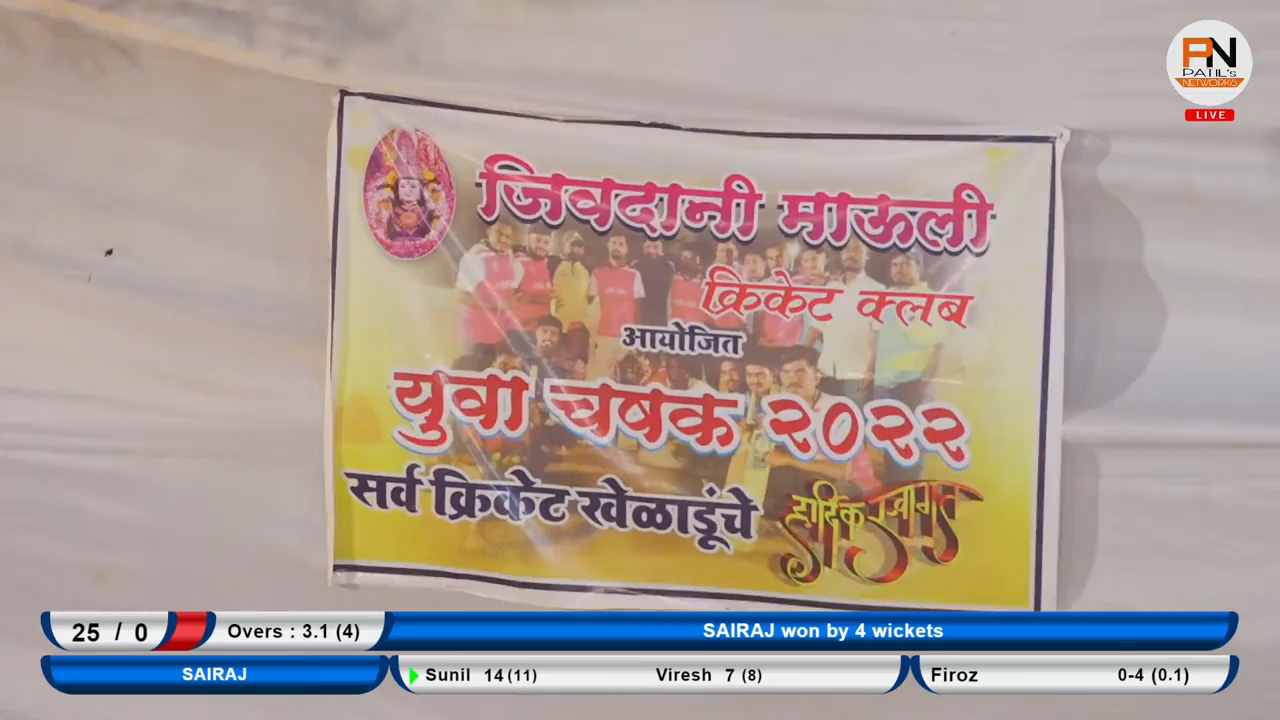 PN
PATIL's
NETWORKS
LIVE
जिवदानी माऊली
क्रिकेट क्लब
आयोजित
युवा चषक २०२२
सर्व क्रिकेट खेळाडूंचे हार्दिक स्वागत
25 / 0 Overs : 3.1 (4) SAIRAJ won by 4 wickets
SAIRAJ Sunil 14 (11) Viresh 7 (8) Firoz 0-4 (0.1)